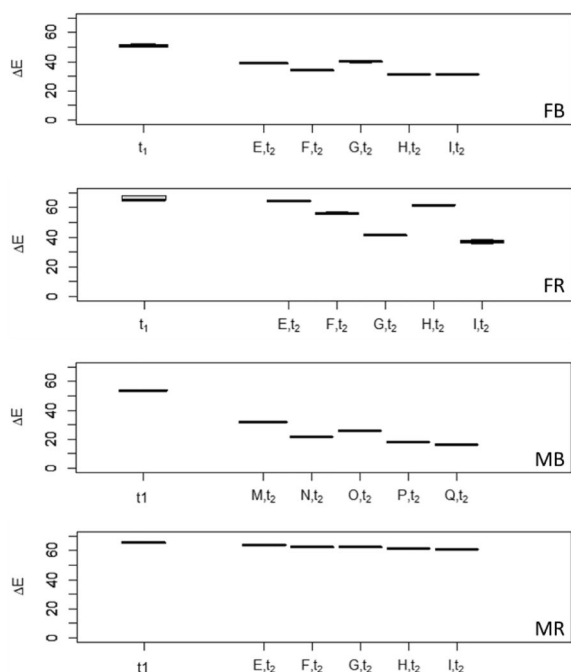 ΔE
0 20 40 60
t₁ E,t₂ F,t₂ G,t₂ H,t₂ I,t₂
FB
ΔE
0 20 40 60
t₁ E,t₂ F,t₂ G,t₂ H,t₂ I,t₂
FR
ΔE
0 20 40 60
t1 M,t₂ N,t₂ O,t₂ P,t₂ Q,t₂
MB
ΔE
0 20 40 60
t1 E,t₂ F,t₂ G,t₂ H,t₂ I,t₂
MR